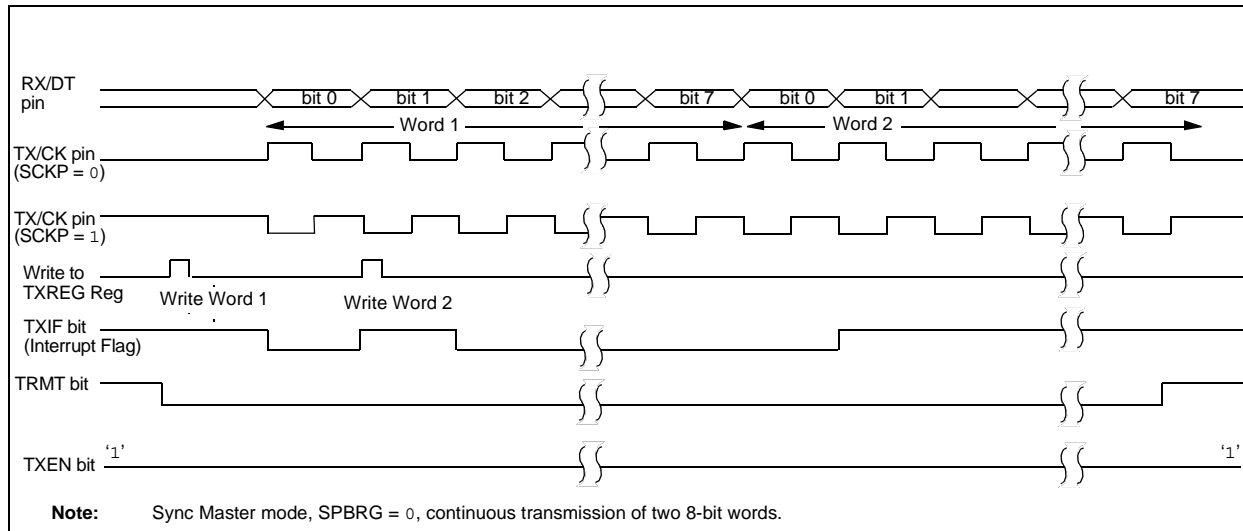 RX/DT
pin
bit 0 bit 1 bit 2 bit 7 bit 0 bit 1 bit 7
Word 1 Word 2
TX/CK pin
(SCKP = 0)
TX/CK pin
(SCKP = 1)
Write to
TXREG Reg
Write Word 1 Write Word 2
TXIF bit
(Interrupt Flag)
TRMT bit
TXEN bit '1' '1'
Note: Sync Master mode, SPBRG = 0, continuous transmission of two 8-bit words.